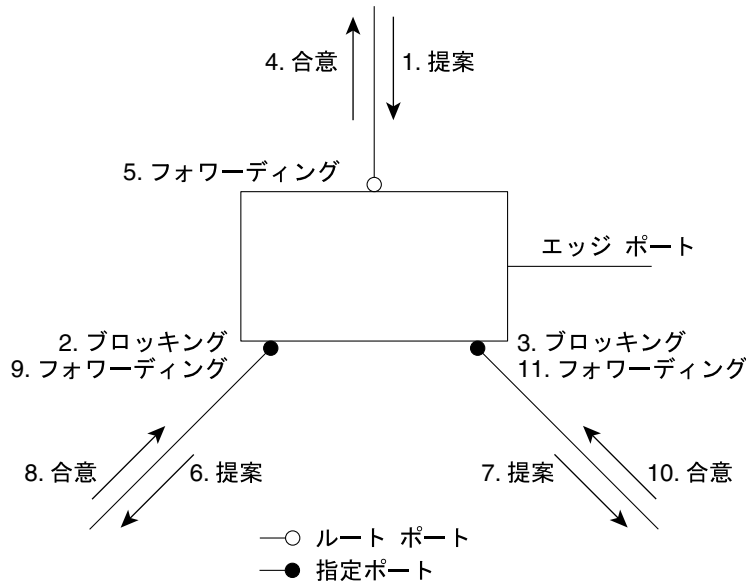 4. 合意
1. 提案
5. フォワーディング
エッジ ポート
2. ブロッキング
9. フォワーディング
3. ブロッキング
11. フォワーディング
8. 合意
6. 提案
7. 提案
10. 合意
ルート ポート
指定ポート